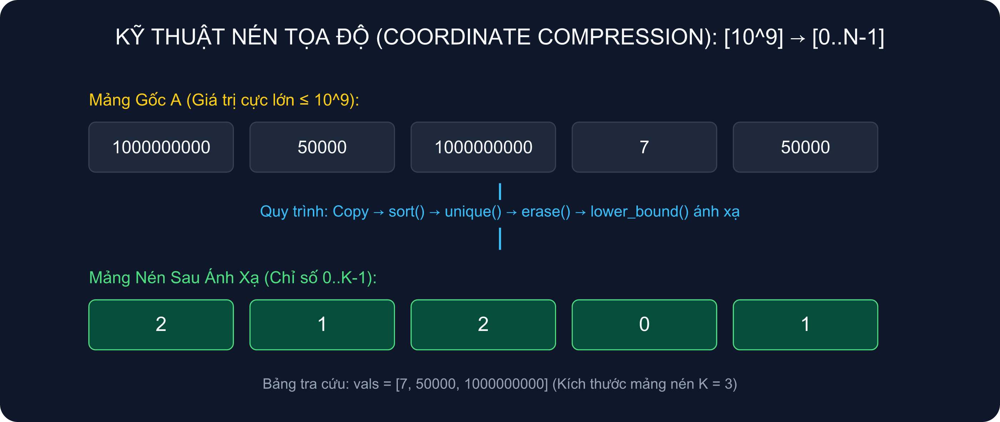 KỸ THUẬT NÉN TỌA ĐỘ (COORDINATE COMPRESSION): [10^9] → [0..N-1]
Mảng Gốc A (Giá trị cực lớn ≤ 10^9):
1000000000 50000 1000000000 7 50000
Quy trình: Copy → sort() → unique() → erase() → lower_bound() ánh xạ
Mảng Nén Sau Ánh Xạ (Chỉ số 0..K-1):
2 1 2 0 1
Bảng tra cứu: vals = [7, 50000, 1000000000] (Kích thước mảng nén K = 3)